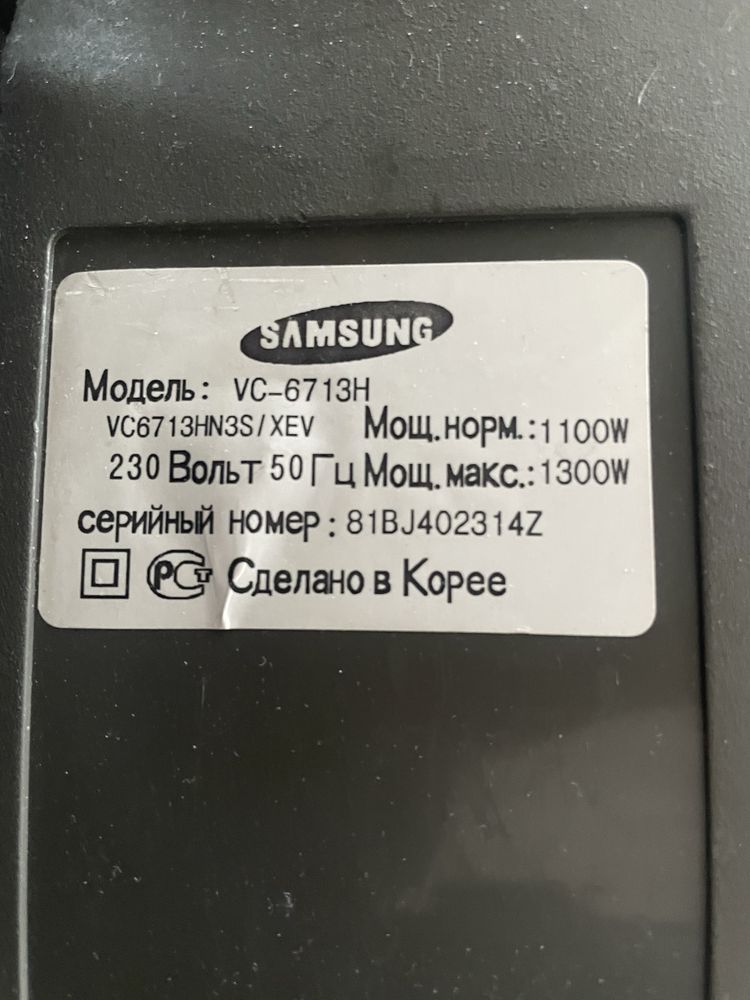 SAMSUNG
Модель: VC-6713H
VC6713HN3S/XEV Мощ.норм.:1100W
230 Вольт 50 Гц Мощ.макс.:1300W
серийный номер: 81BJ402314Z
РСТ Сделано в Корее